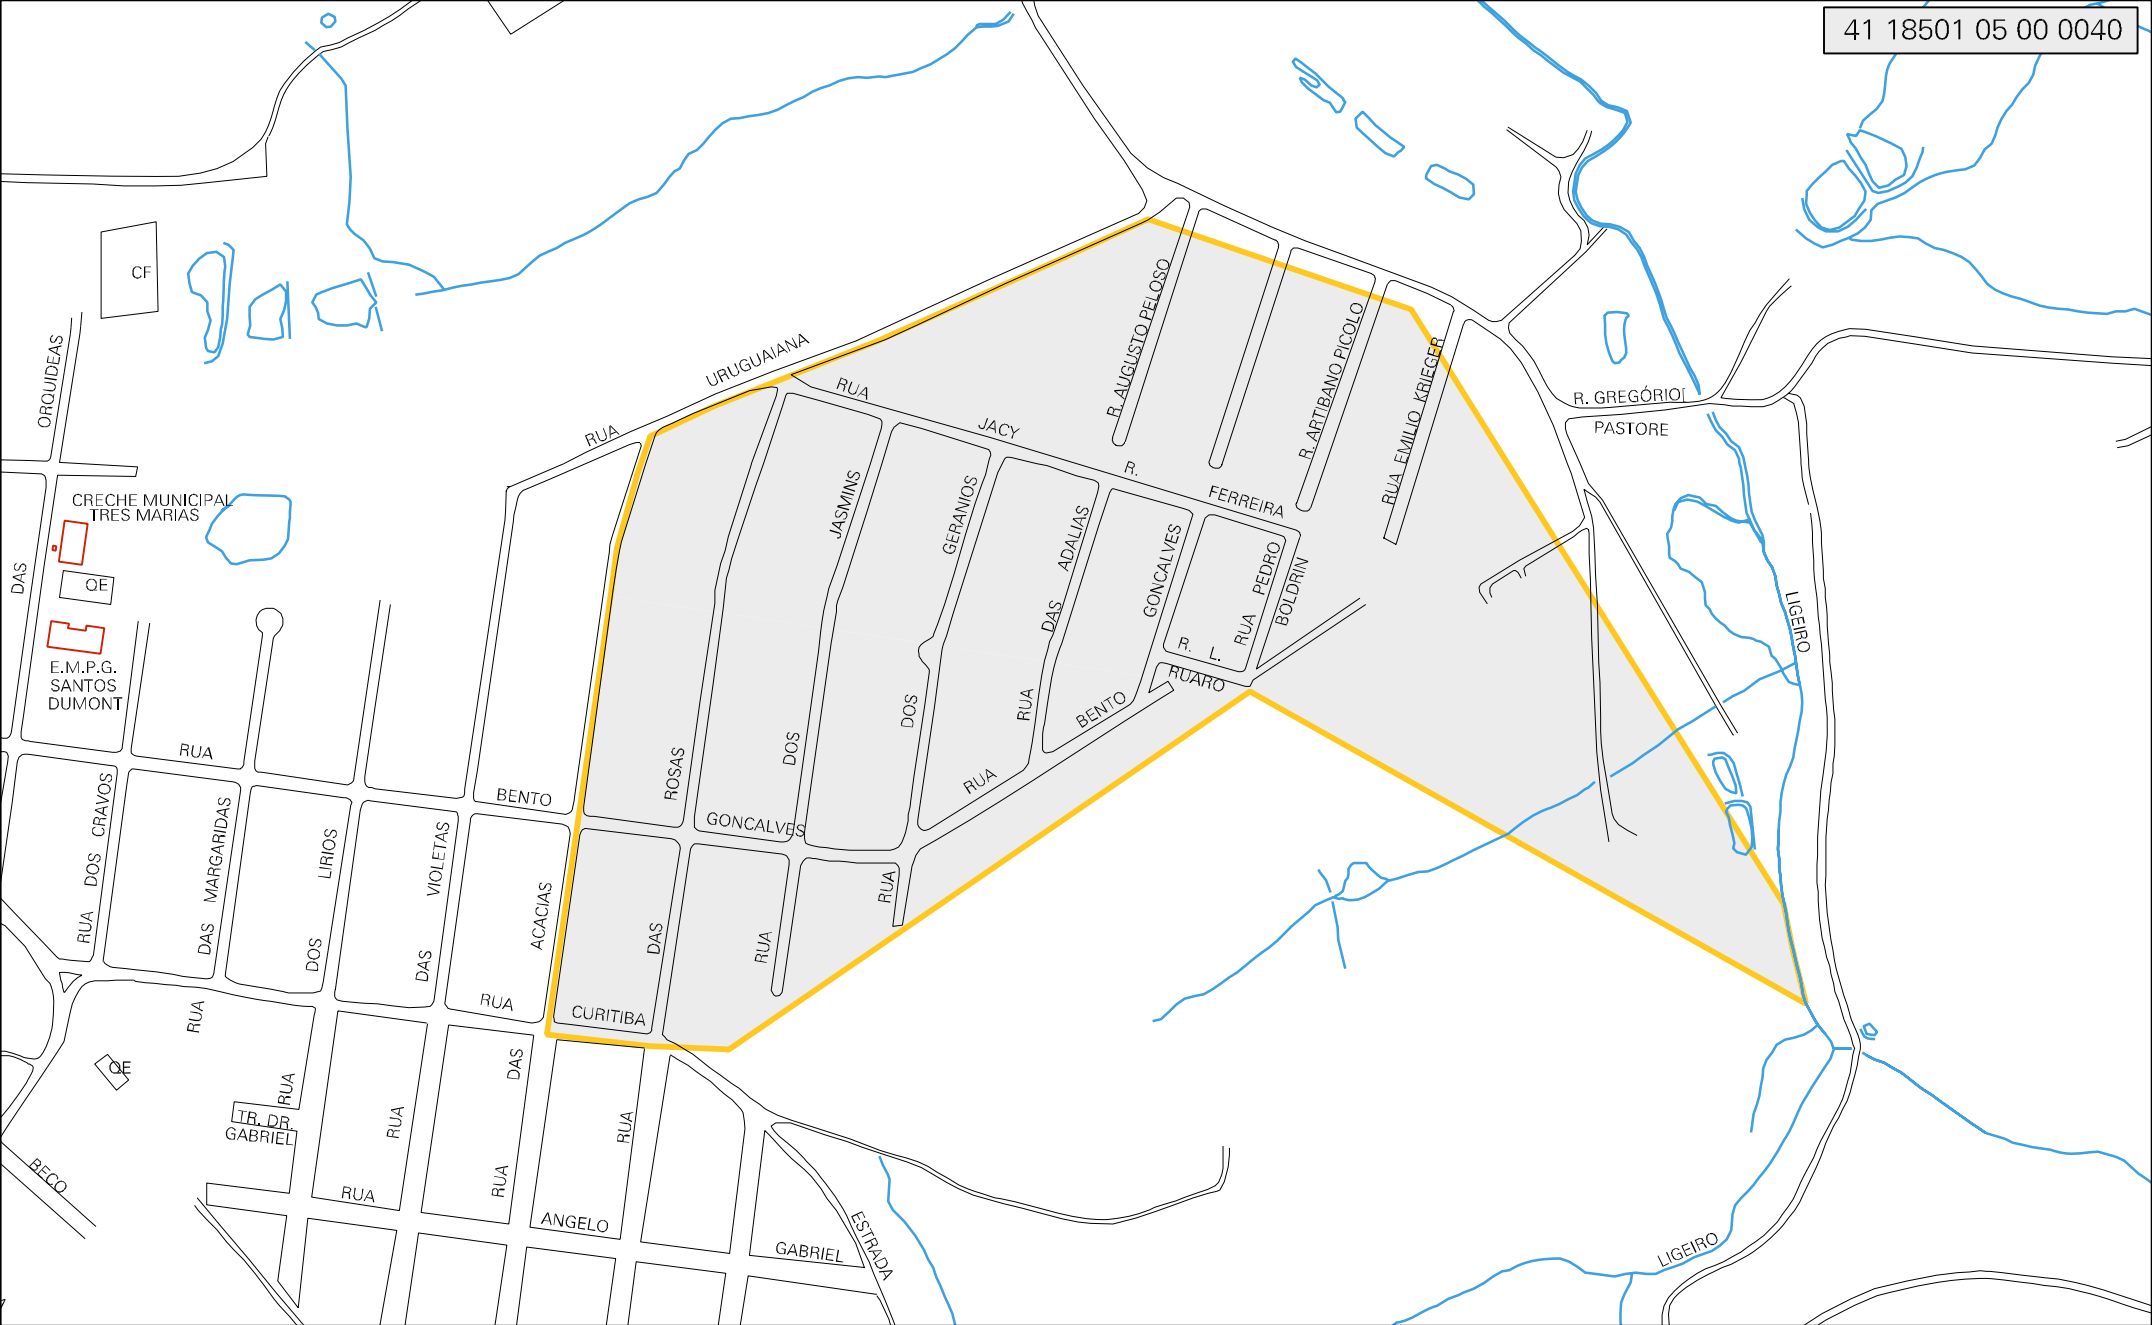 41 18501 05 00 0040
CF
ORQUIDEAS
DAS
CRECHE MUNICIPAL
TRES MARIAS
QE
E.M.P.G.
SANTOS
DUMONT
RUA
URUGUAIANA
RUA
JACY
R.
FERREIRA
R. AUGUSTO PELOSO
R. ARTIBANO PICOLO
RUA EMILIO KRIEGER
R. GREGÓRIO
PASTORE
JASMINS
GERANIOS
ADALIAS
GONCALVES
PEDRO
BOLDRIN
RUA
R. L.
RUARO
DAS
RUA
BENTO
RUA
DOS
DOS
ROSAS
LIGEIRO
RUA
BENTO
GONCALVES
RUA DOS CRAVOS
DAS MARGARIDAS
RUA
DOS LIRIOS
RUA
DAS VIOLETAS
RUA
ACACIAS
DAS
RUA
DAS
RUA
RUA
RUA
RUA
CURITIBA
QE
TR. DR.
GABRIEL
BECO
RUA
ANGELO
GABRIEL
ESTRADA
LIGEIRO